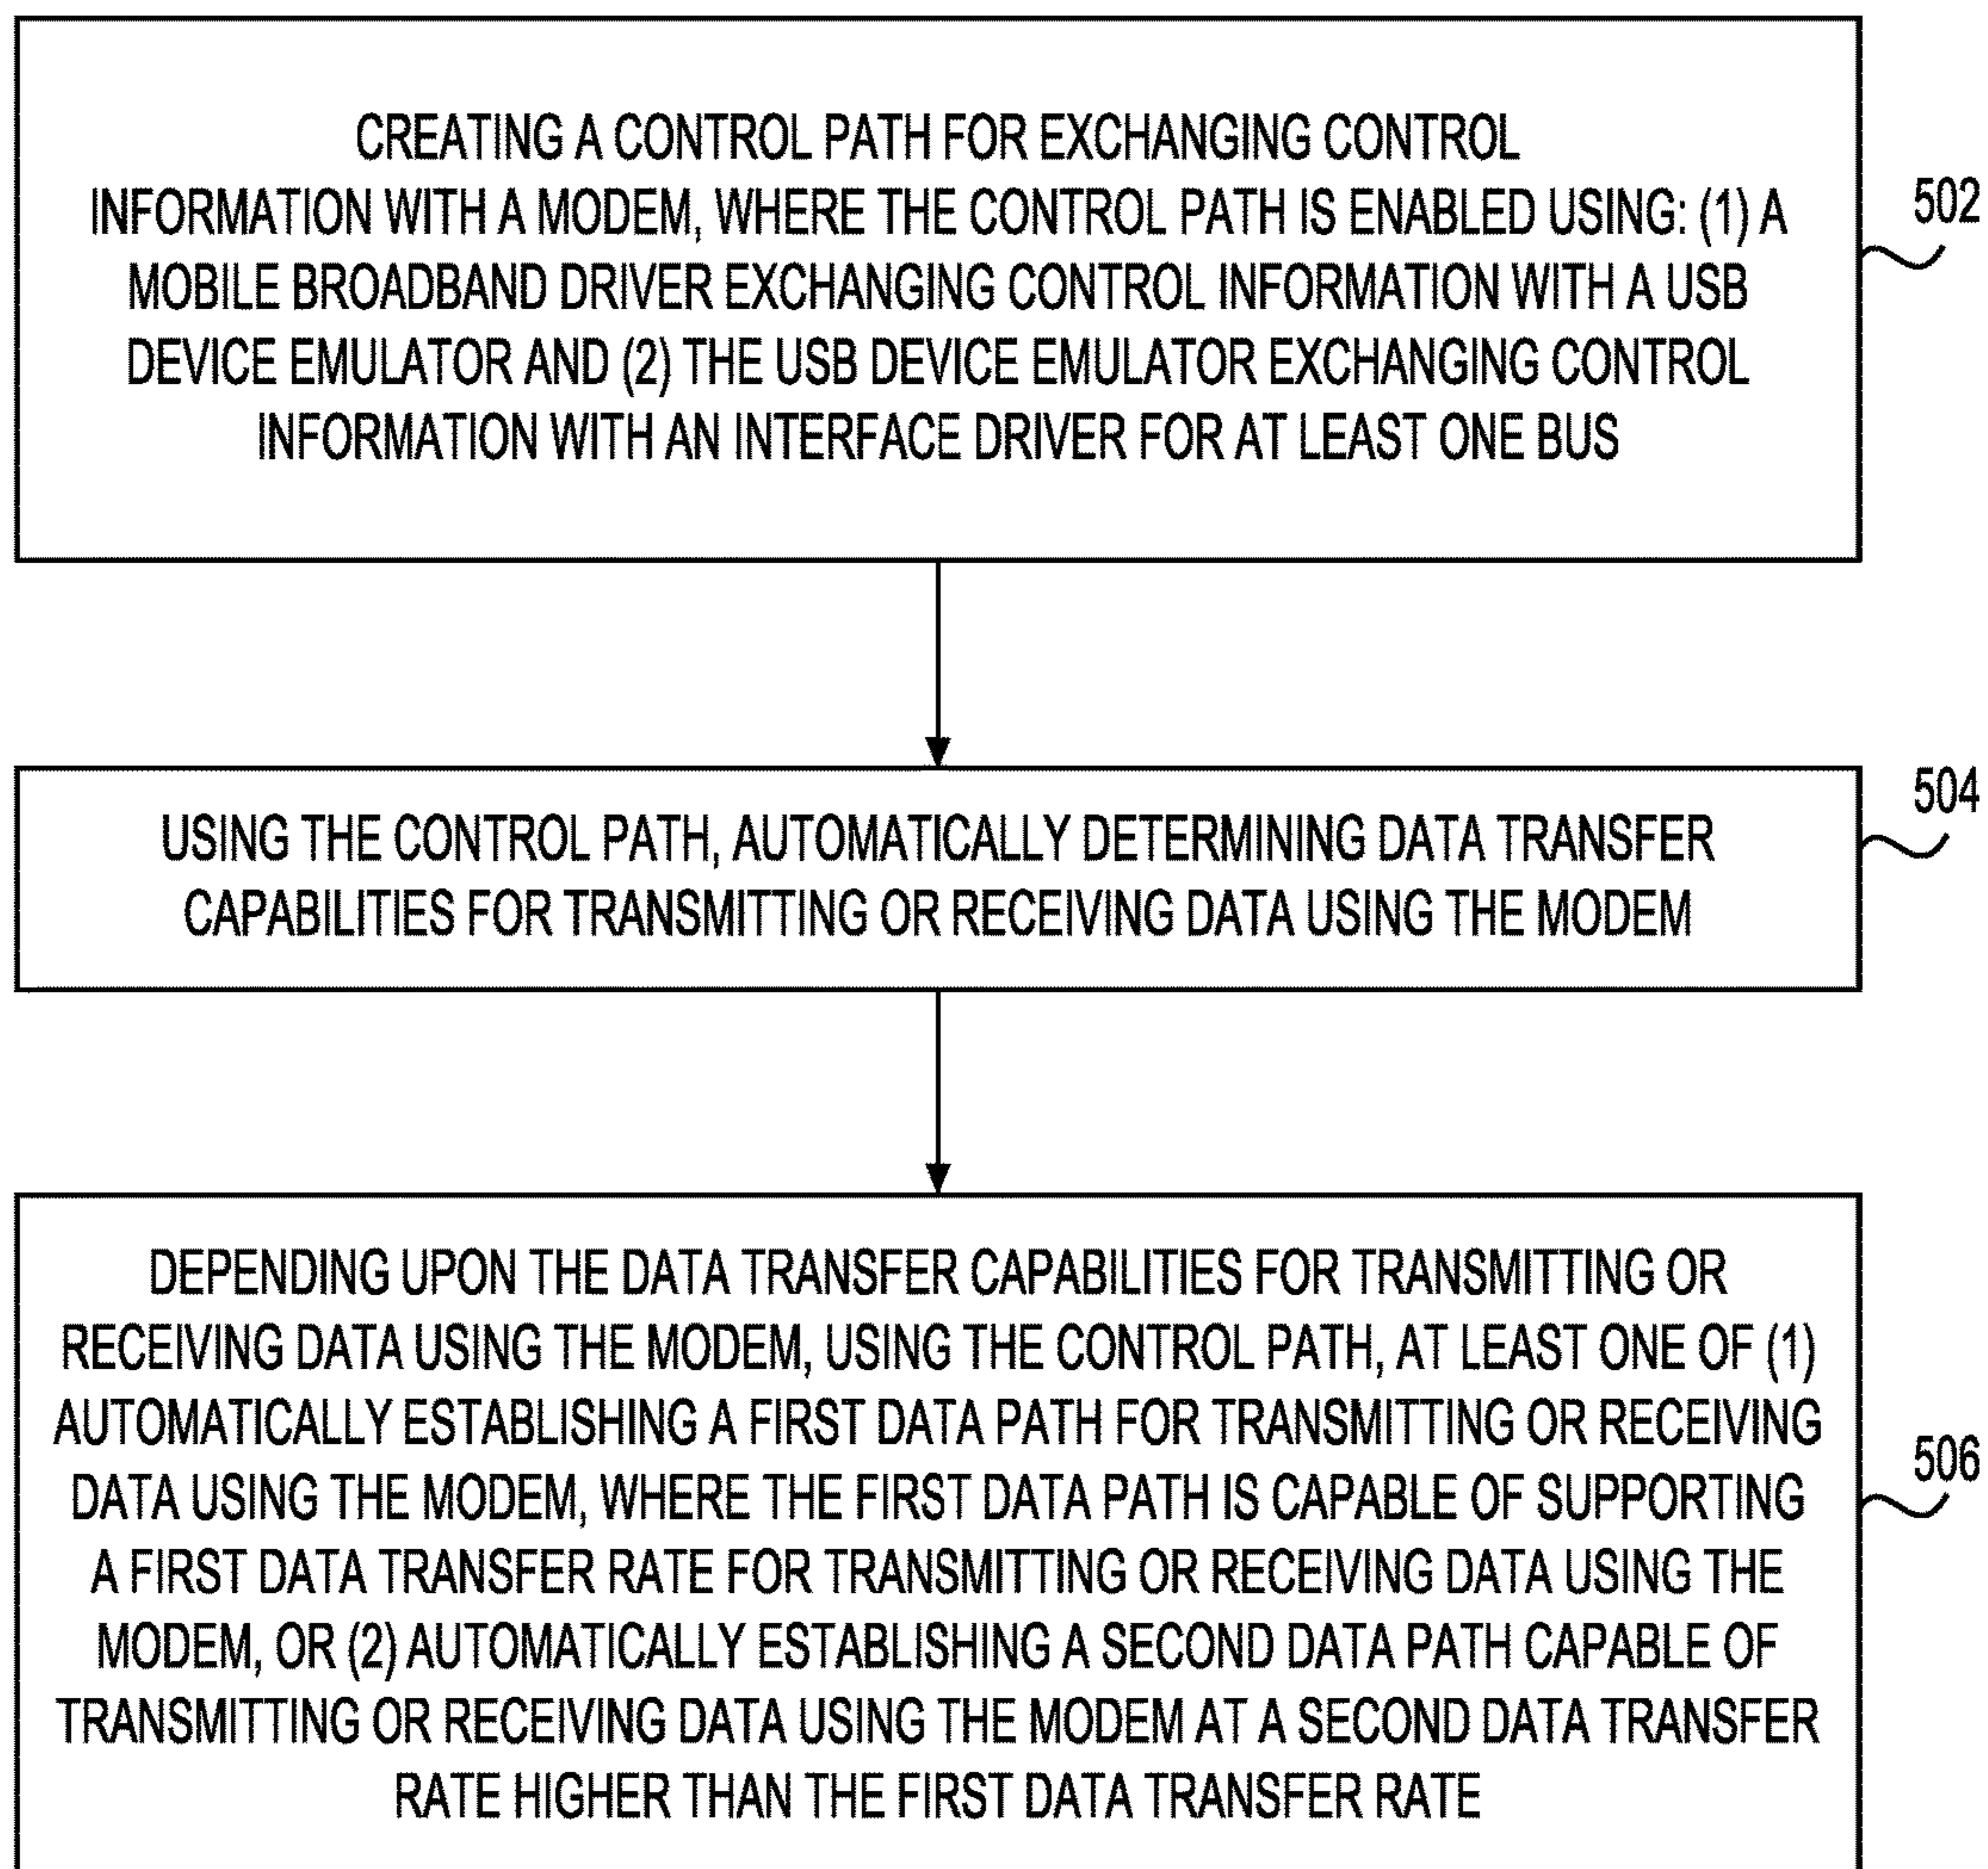 CREATING A CONTROL PATH FOR EXCHANGING CONTROL
INFORMATION WITH A MODEM, WHERE THE CONTROL PATH IS ENABLED USING: (1) A
MOBILE BROADBAND DRIVER EXCHANGING CONTROL INFORMATION WITH A USB
DEVICE EMULATOR AND (2) THE USB DEVICE EMULATOR EXCHANGING CONTROL
INFORMATION WITH AN INTERFACE DRIVER FOR AT LEAST ONE BUS
502
USING THE CONTROL PATH, AUTOMATICALLY DETERMINING DATA TRANSFER
CAPABILITIES FOR TRANSMITTING OR RECEIVING DATA USING THE MODEM
504
DEPENDING UPON THE DATA TRANSFER CAPABILITIES FOR TRANSMITTING OR
RECEIVING DATA USING THE MODEM, USING THE CONTROL PATH, AT LEAST ONE OF (1)
AUTOMATICALLY ESTABLISHING A FIRST DATA PATH FOR TRANSMITTING OR RECEIVING
DATA USING THE MODEM, WHERE THE FIRST DATA PATH IS CAPABLE OF SUPPORTING
A FIRST DATA TRANSFER RATE FOR TRANSMITTING OR RECEIVING DATA USING THE
MODEM, OR (2) AUTOMATICALLY ESTABLISHING A SECOND DATA PATH CAPABLE OF
TRANSMITTING OR RECEIVING DATA USING THE MODEM AT A SECOND DATA TRANSFER
RATE HIGHER THAN THE FIRST DATA TRANSFER RATE
506